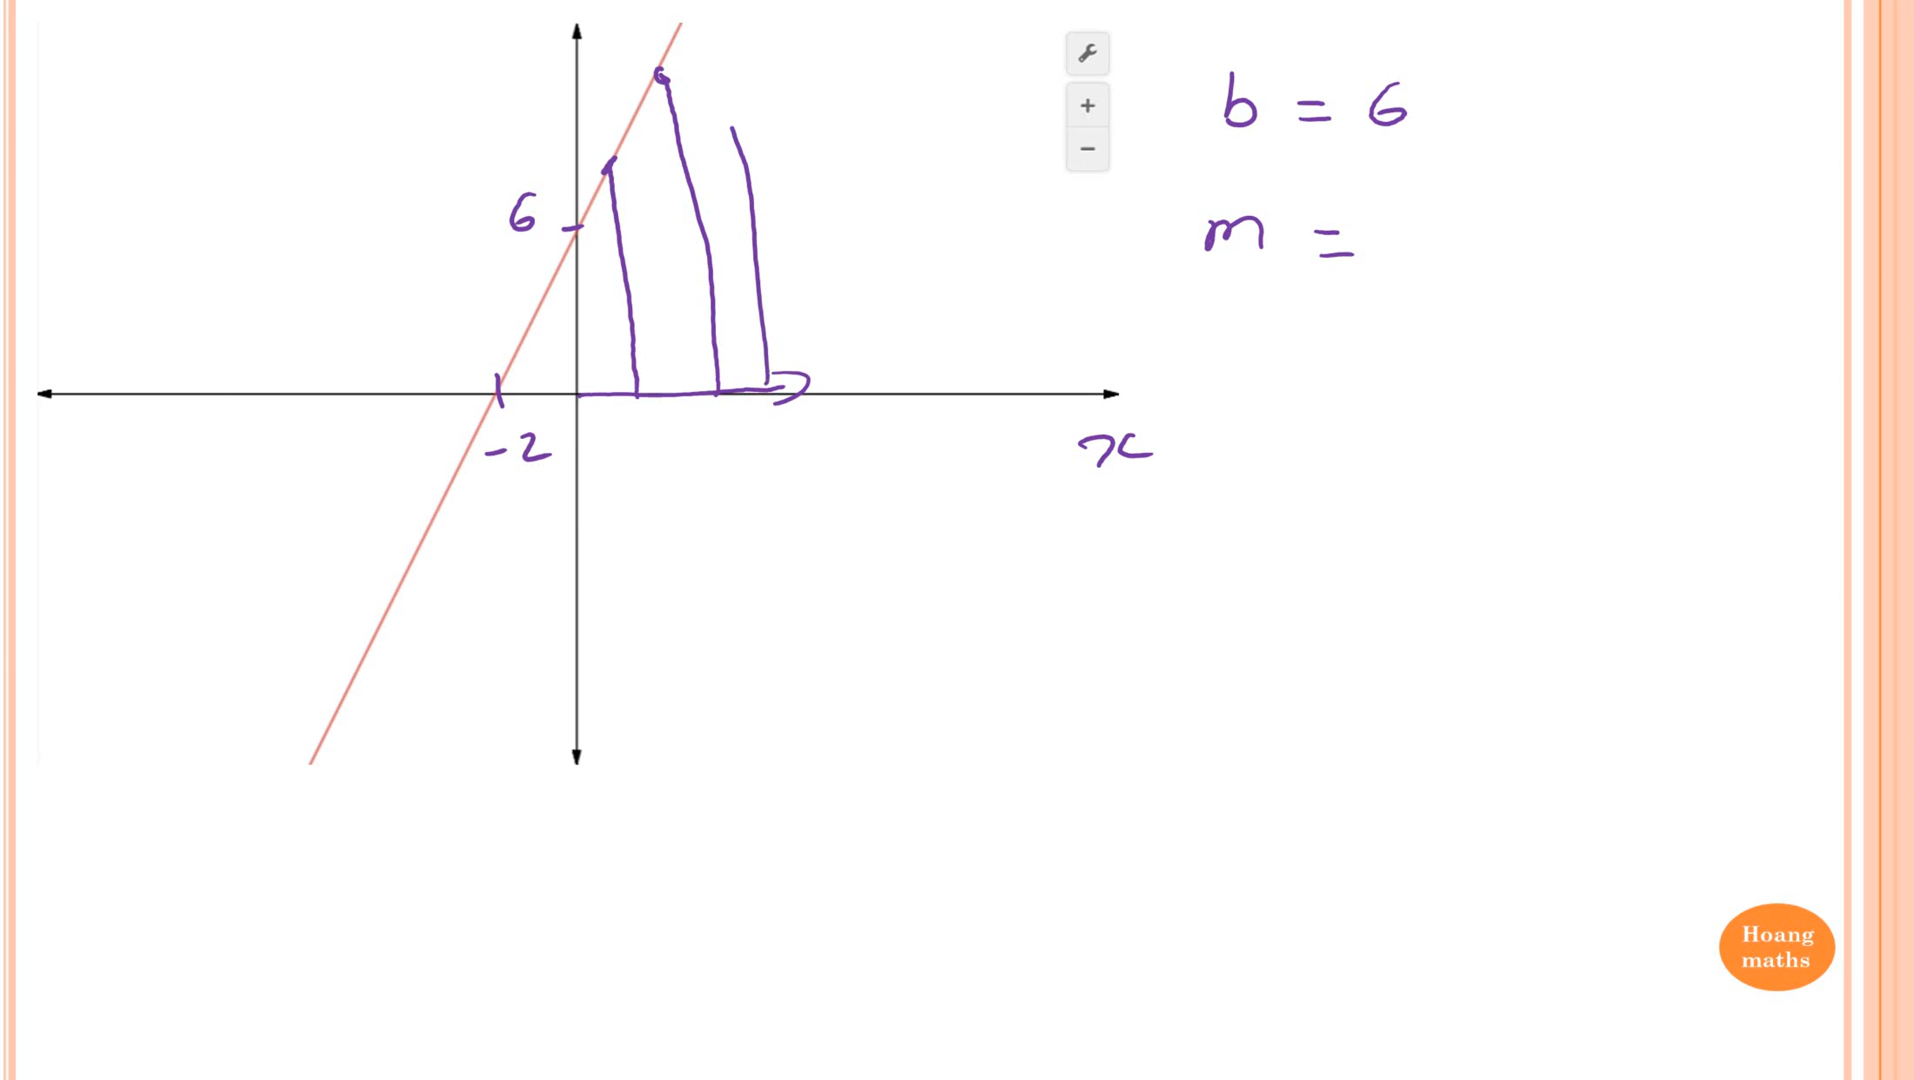 b = 6
m =
6
-2
x
Hoang
maths